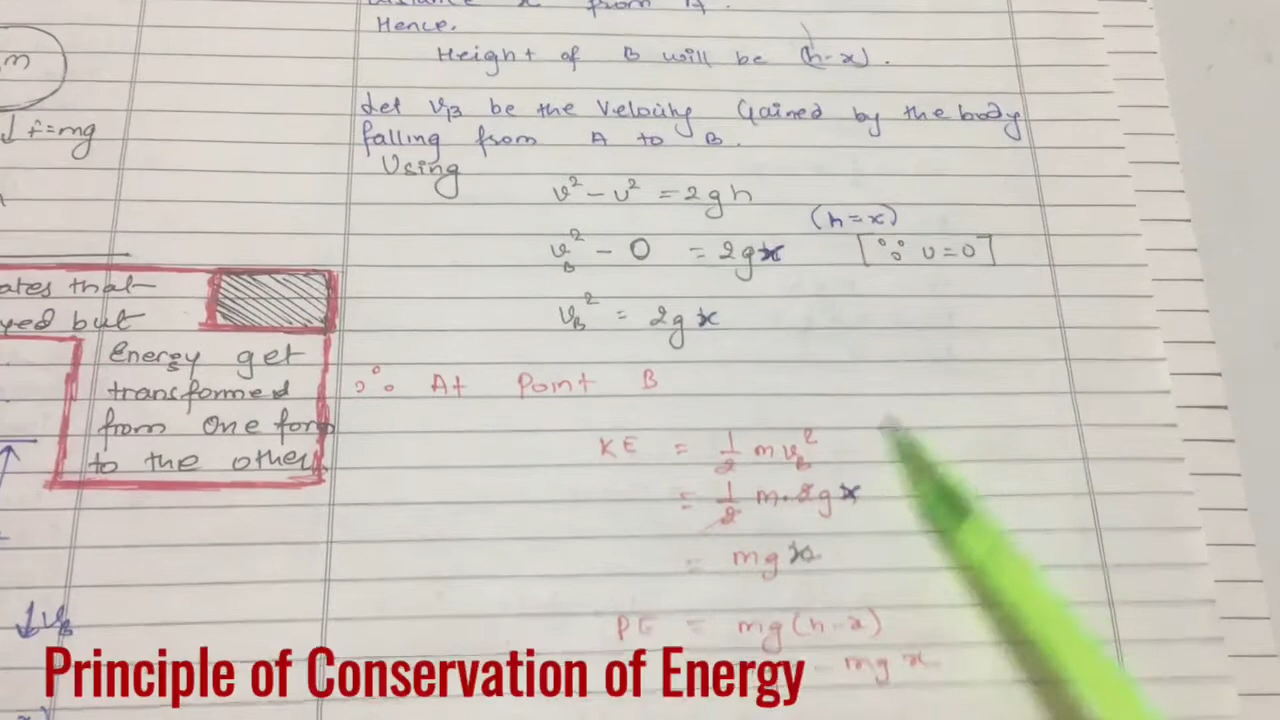 from A.
Hence.
Height of B will be (h-x).
Let vB be the Velocity Gained by the body
falling from A to B.
Using
v² - u² = 2gh
(h=x)
vB² - 0 = 2gx [∵ u=0]
vB² = 2gx
∴ At Point B
KE = 1/2 m vB²
= 1/2 m·2gx
= mgx
PE = mg(h-x)
mgx
m
↓ f=mg
ates that
yed but
Energy get
transformed
from One form
to the other
↓vB
Principle of Conservation of Energy